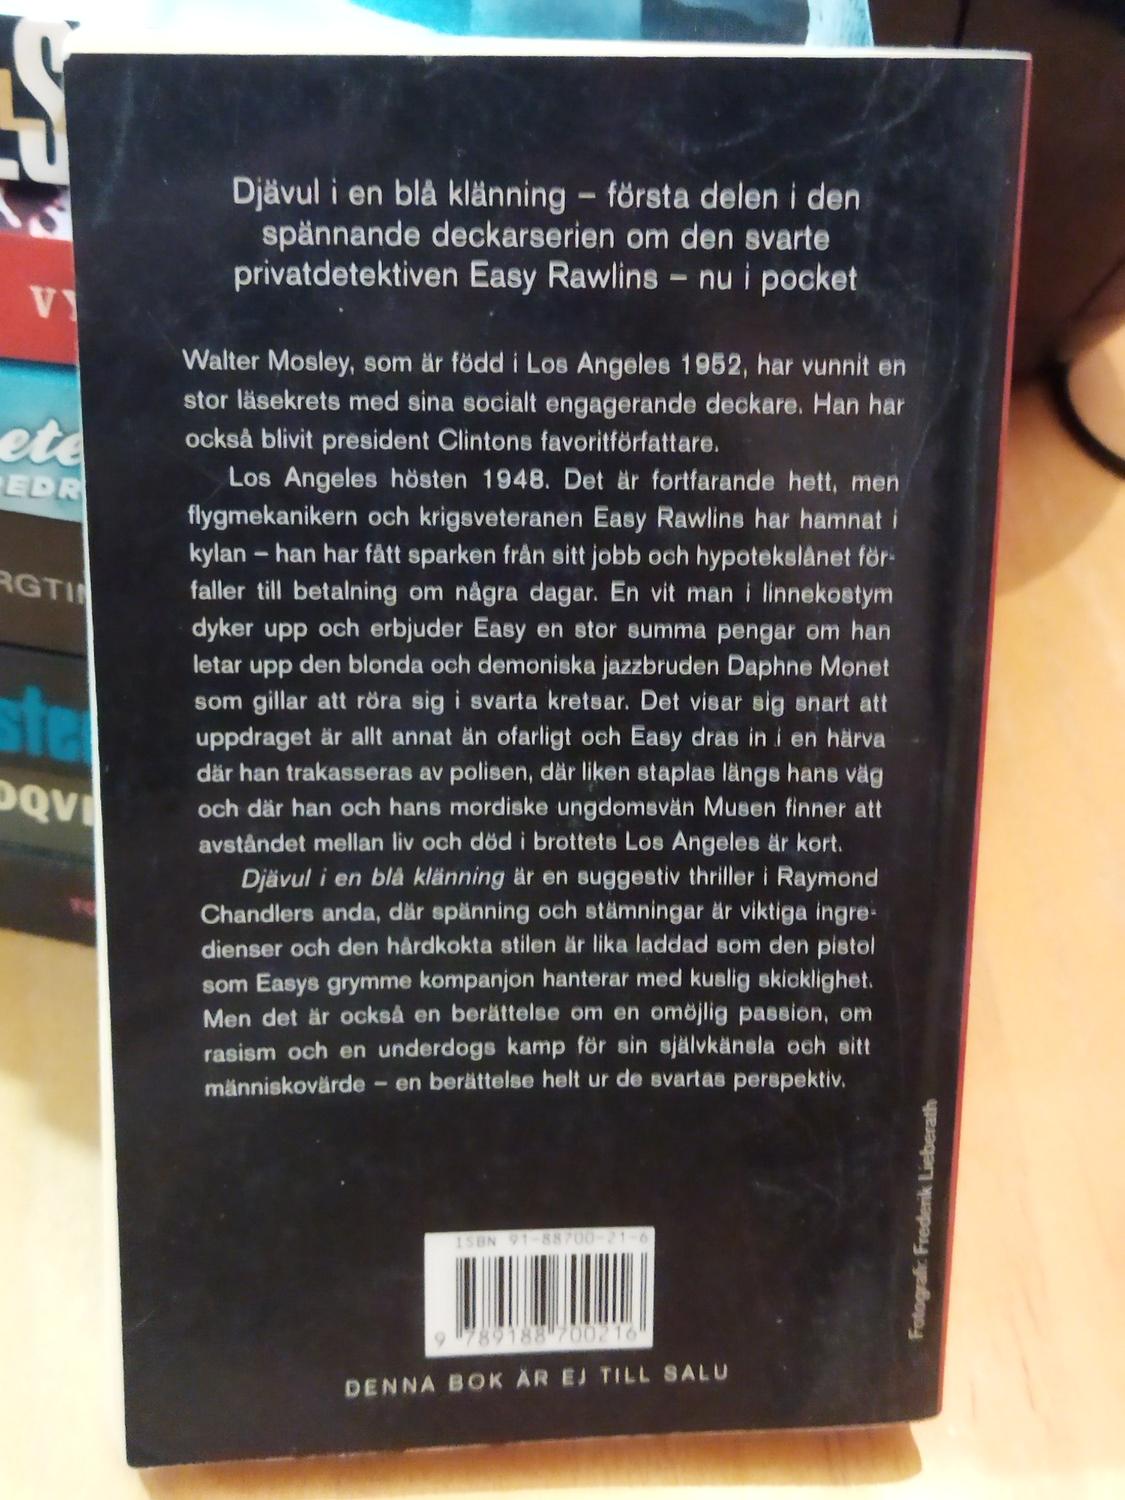 Djävul i en blå klänning – första delen i den
spännande deckarserien om den svarte
privatdetektiven Easy Rawlins – nu i pocket
Walter Mosley, som är född i Los Angeles 1952, har vunnit en
stor läsekrets med sina socialt engagerande deckare. Han har
också blivit president Clintons favoritförfattare.
Los Angeles hösten 1948. Det är fortfarande hett, men
flygmekanikern och krigsveteranen Easy Rawlins har hamnat i
kylan – han har fått sparken från sitt jobb och hypotekslånet för-
faller till betalning om några dagar. En vit man i linnekostym
dyker upp och erbjuder Easy en stor summa pengar om han
letar upp den blonda och demoniska jazzbruden Daphne Monet
som gillar att röra sig i svarta kretsar. Det visar sig snart att
uppdraget är allt annat än ofarligt och Easy dras in i en härva
där han trakasseras av polisen, där liken staplas längs hans väg
och där han och hans mordiske ungdomsvän Musen finner att
avståndet mellan liv och död i brottets Los Angeles är kort.
Djävul i en blå klänning är en suggestiv thriller i Raymond
Chandlers anda, där spänning och stämningar är viktiga ingre-
dienser och den hårdkokta stilen är lika laddad som den pistol
som Easys grymme kompanjon hanterar med kuslig skicklighet.
Men det är också en berättelse om en omöjlig passion, om
rasism och en underdogs kamp för sin självkänsla och sitt
människovärde – en berättelse helt ur de svartas perspektiv.
Fotografi: Frederik Lieberath
ISBN 91-88700-21-6
9 789188 700216
DENNA BOK ÄR EJ TILL SALU